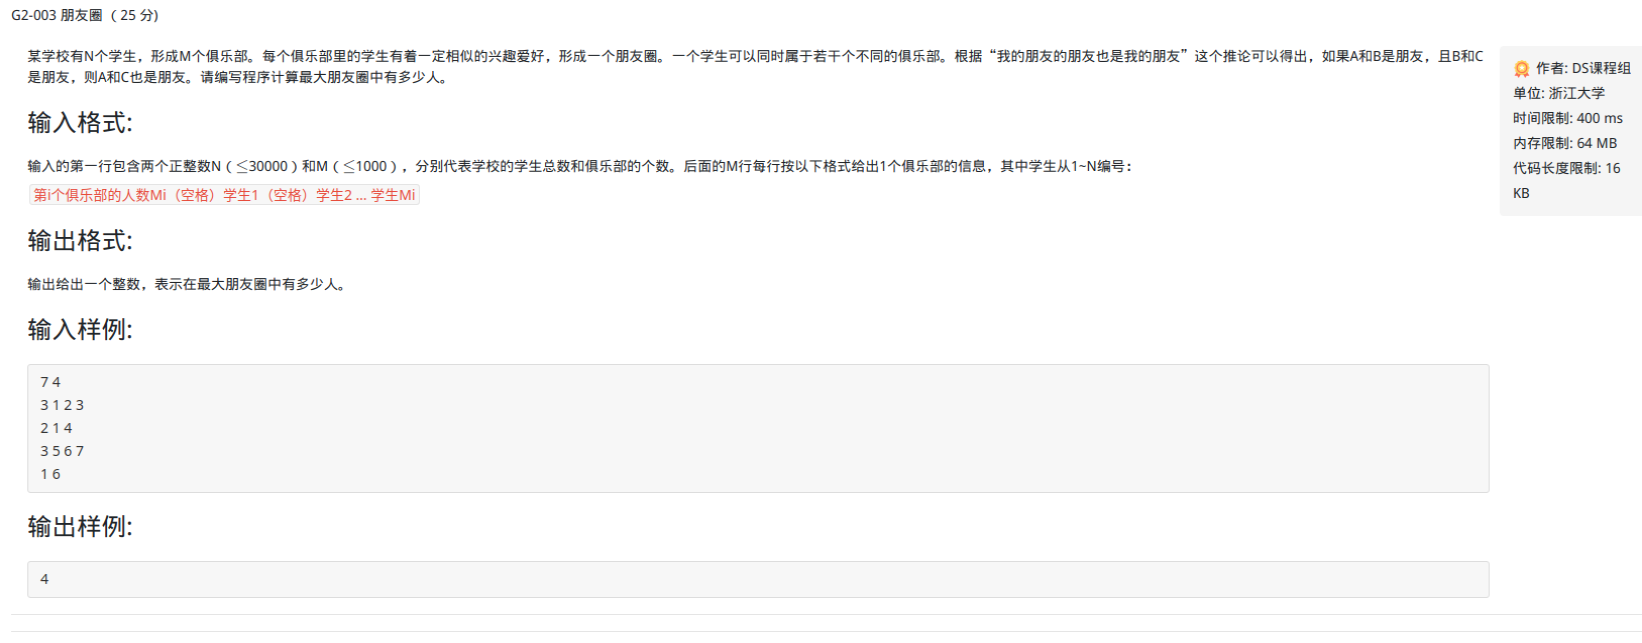 G2-003 朋友圈 （ 25 分)
某学校有N个学生，形成M个俱乐部。每个俱乐部里的学生有着一定相似的兴趣爱好，形成一个朋友圈。一个学生可以同时属于若干个不同的俱乐部。根据“我的朋友的朋友也是我的朋友”这个推论可以得出，如果A和B是朋友，且B和C
是朋友，则A和C也是朋友。请编写程序计算最大朋友圈中有多少人。
输入格式:
输入的第一行包含两个正整数N（≤30000）和M（≤1000），分别代表学校的学生总数和俱乐部的个数。后面的M行每行按以下格式给出1个俱乐部的信息，其中学生从1~N编号：
第i个俱乐部的人数Mi（空格）学生1（空格）学生2 … 学生Mi
输出格式:
输出给出一个整数，表示在最大朋友圈中有多少人。
输入样例:
7 4
3 1 2 3
2 1 4
3 5 6 7
1 6
输出样例:
4
作者: DS课程组
单位: 浙江大学
时间限制: 400 ms
内存限制: 64 MB
代码长度限制: 16
KB